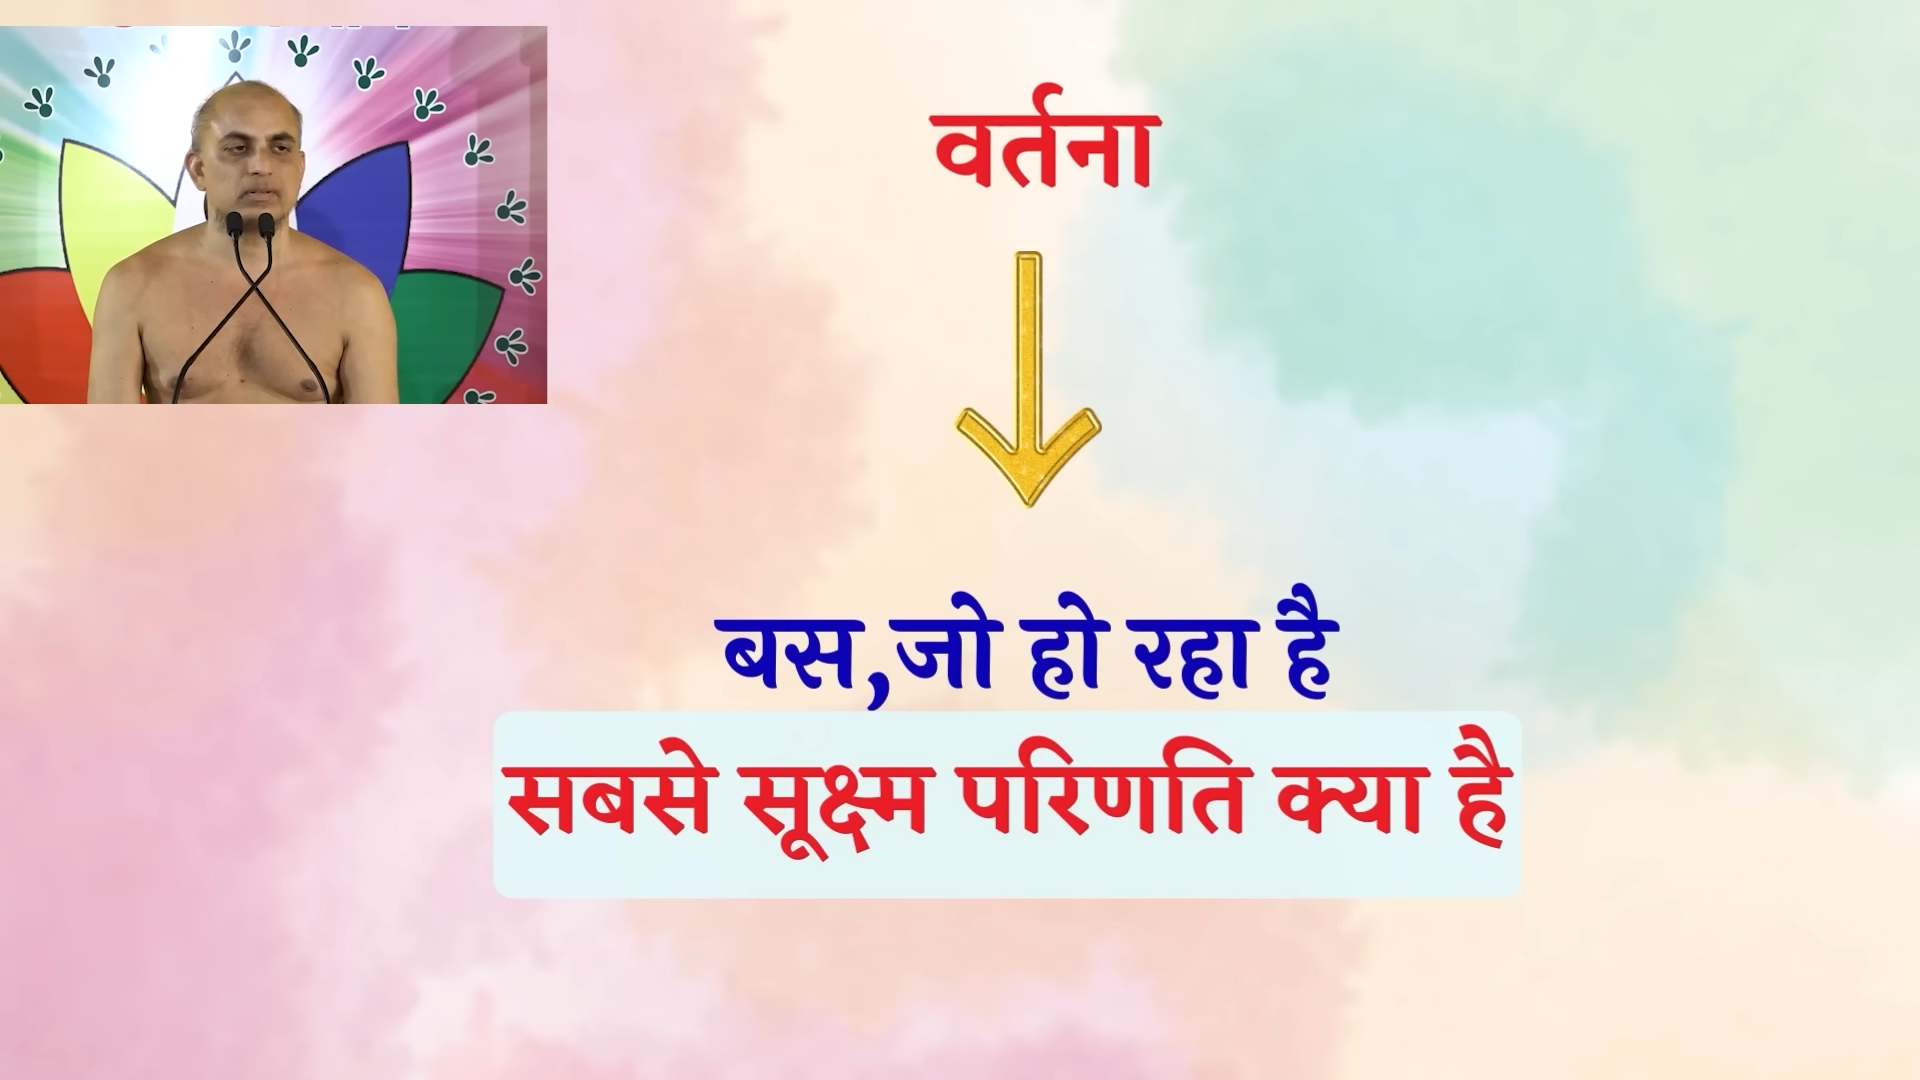 वर्तना
बस,जो हो रहा है
सबसे सूक्ष्म परिणति क्या है